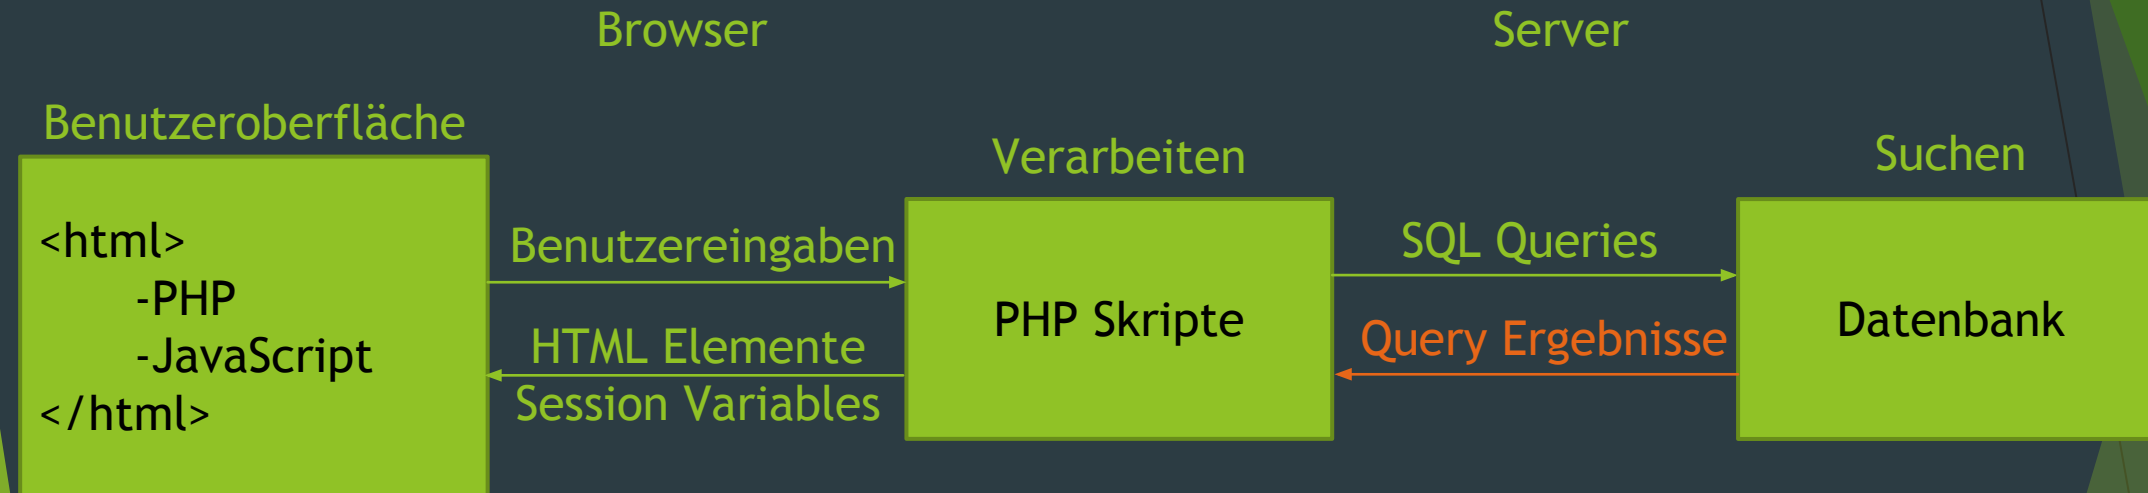 Browser
Server
Benutzeroberfläche
Verarbeiten
Suchen
<html>
-PHP
-JavaScript
</html>
Benutzereingaben
HTML Elemente
Session Variables
PHP Skripte
SQL Queries
Query Ergebnisse
Datenbank